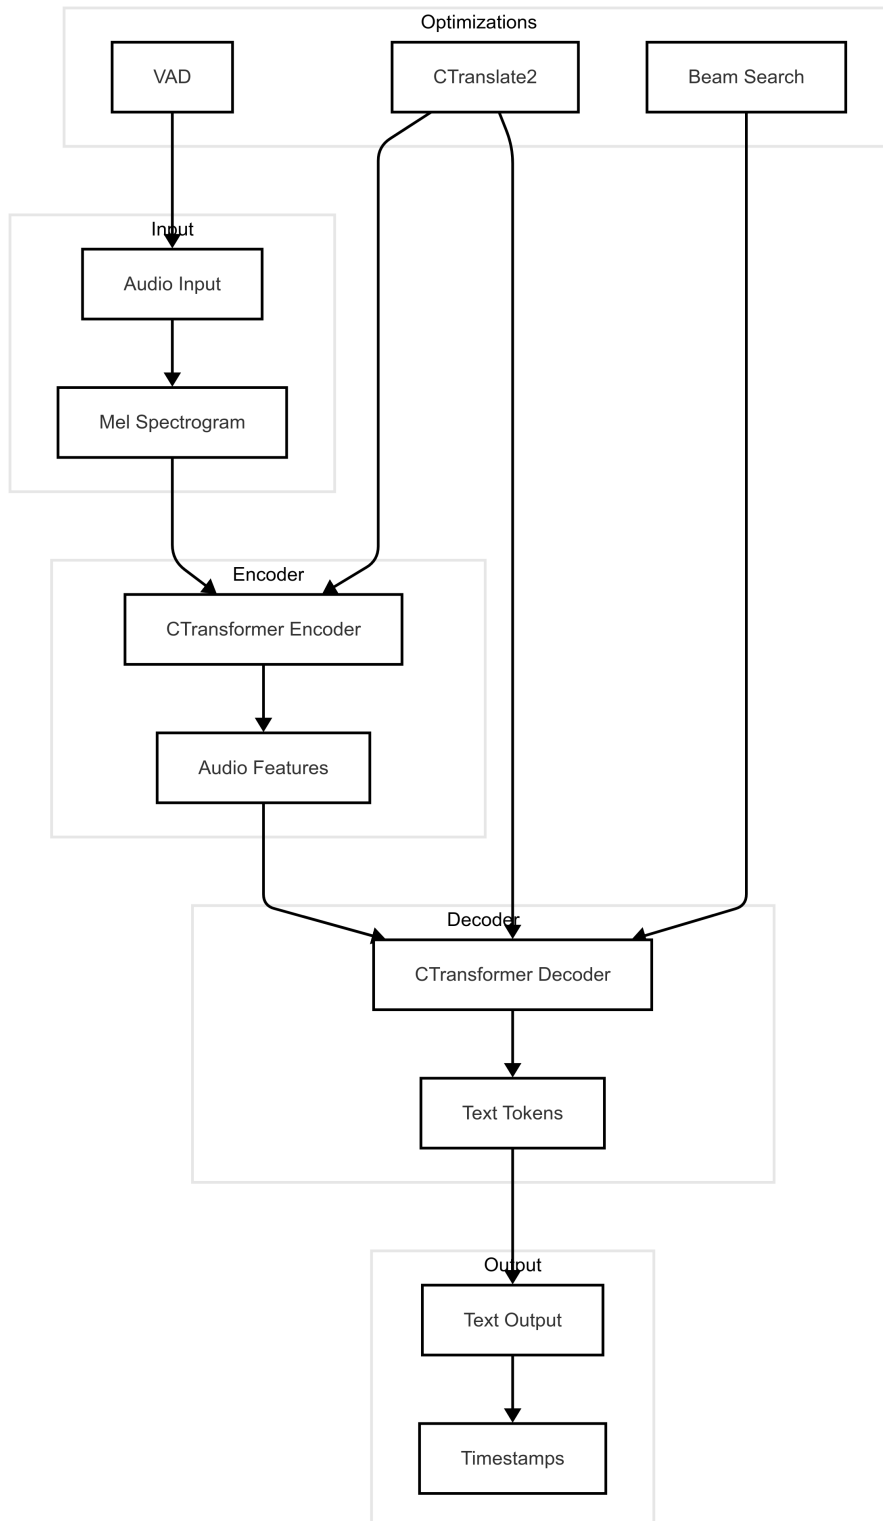 Optimizations
VAD
CTranslate2
Beam Search
Input
Audio Input
Mel Spectrogram
Encoder
CTransformer Encoder
Audio Features
Decoder
CTransformer Decoder
Text Tokens
Output
Text Output
Timestamps